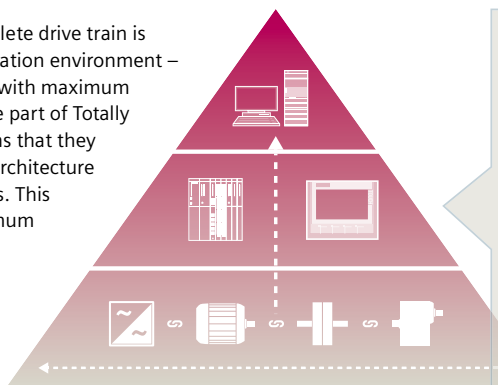 lete drive train is
ation environment –
with maximum
e part of Totally
ns that they
rchitecture
s. This
num